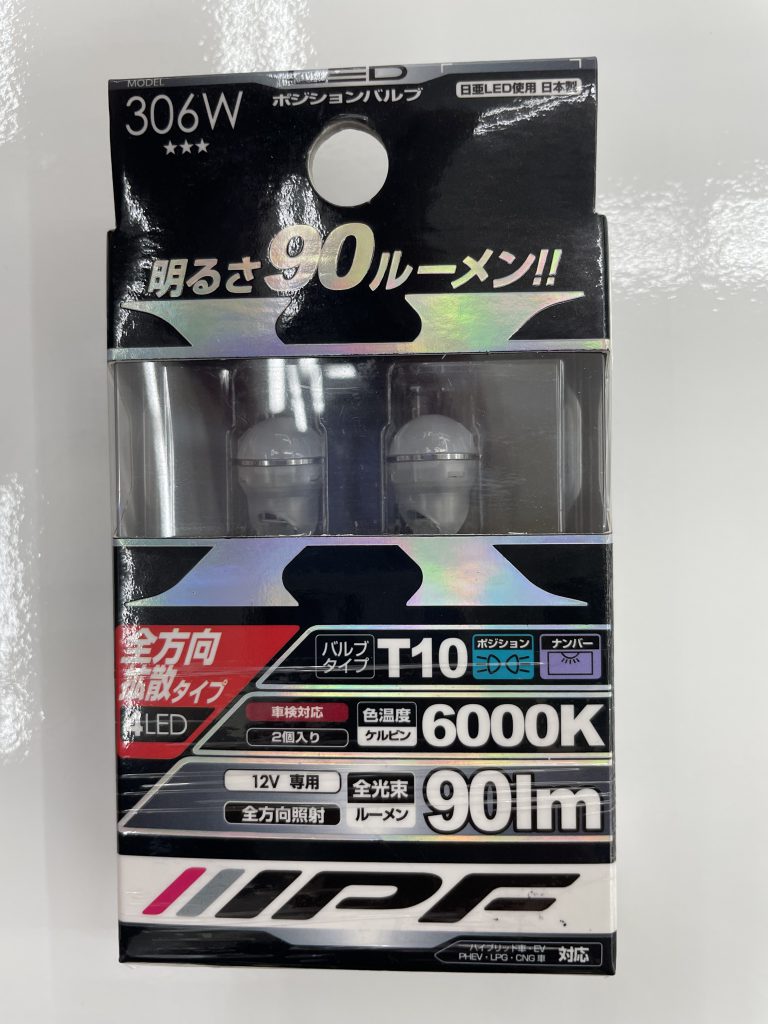 MODEL
306W
★★★
LED
ポジションバルブ
日亜LED使用 日本製
明るさ90ルーメン!!
全方向
拡散タイプ
4LED
バルブ
タイプ
T10
ポジション
ナンバー
車検対応
2個入り
色温度
ケルビン
6000K
12V 専用
全方向照射
全光束
ルーメン
90lm
IPF
ハイブリッド車・EV
PHEV・LPG・CNG車
対応